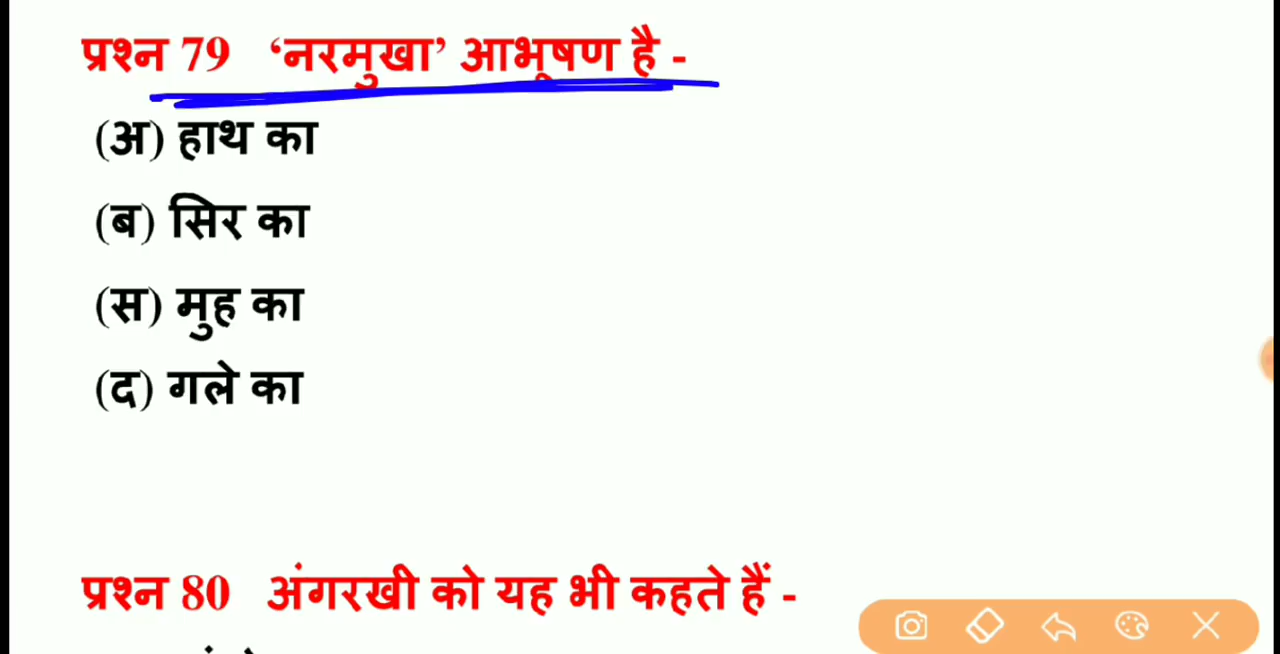 प्रश्न 79 ‘नरमुखा’ आभूषण है -
(अ) हाथ का
(ब) सिर का
(स) मुह का
(द) गले का
प्रश्न 80 अंगरखी को यह भी कहते हैं -